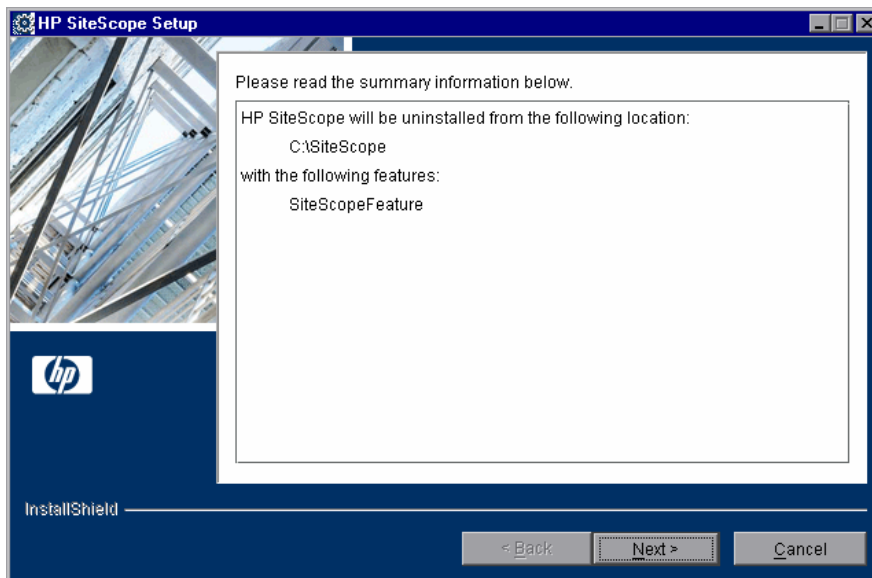 HP SiteScope Setup
Please read the summary information below.
HP SiteScope will be uninstalled from the following location:
C:\SiteScope
with the following features:
SiteScopeFeature
hp
InstallShield
< Back
Next >
Cancel